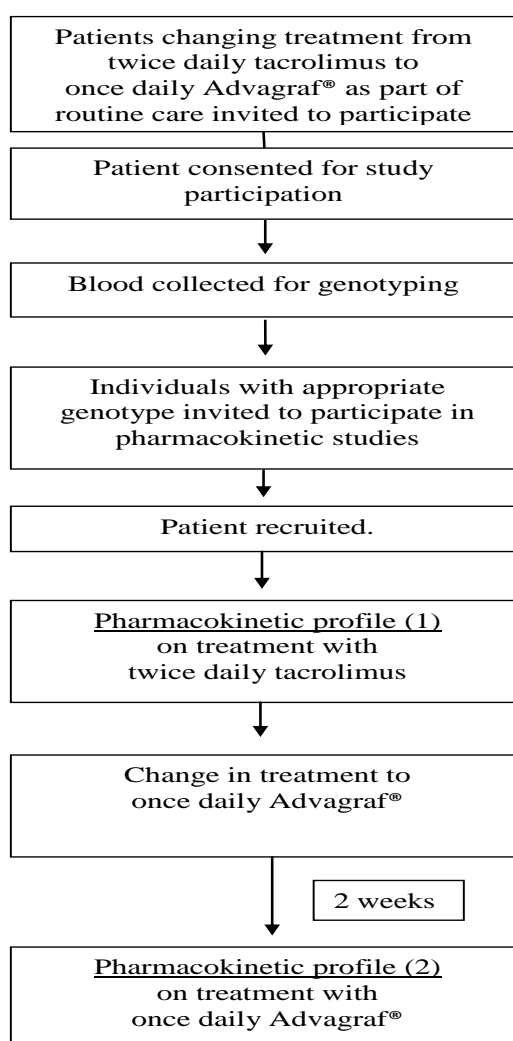 Patients changing treatment from
twice daily tacrolimus to
once daily Advagraf® as part of
routine care invited to participate
Patient consented for study
participation
Blood collected for genotyping
Individuals with appropriate
genotype invited to participate in
pharmacokinetic studies
Patient recruited.
Pharmacokinetic profile (1)
on treatment with
twice daily tacrolimus
Change in treatment to
once daily Advagraf®
2 weeks
Pharmacokinetic profile (2)
on treatment with
once daily Advagraf®